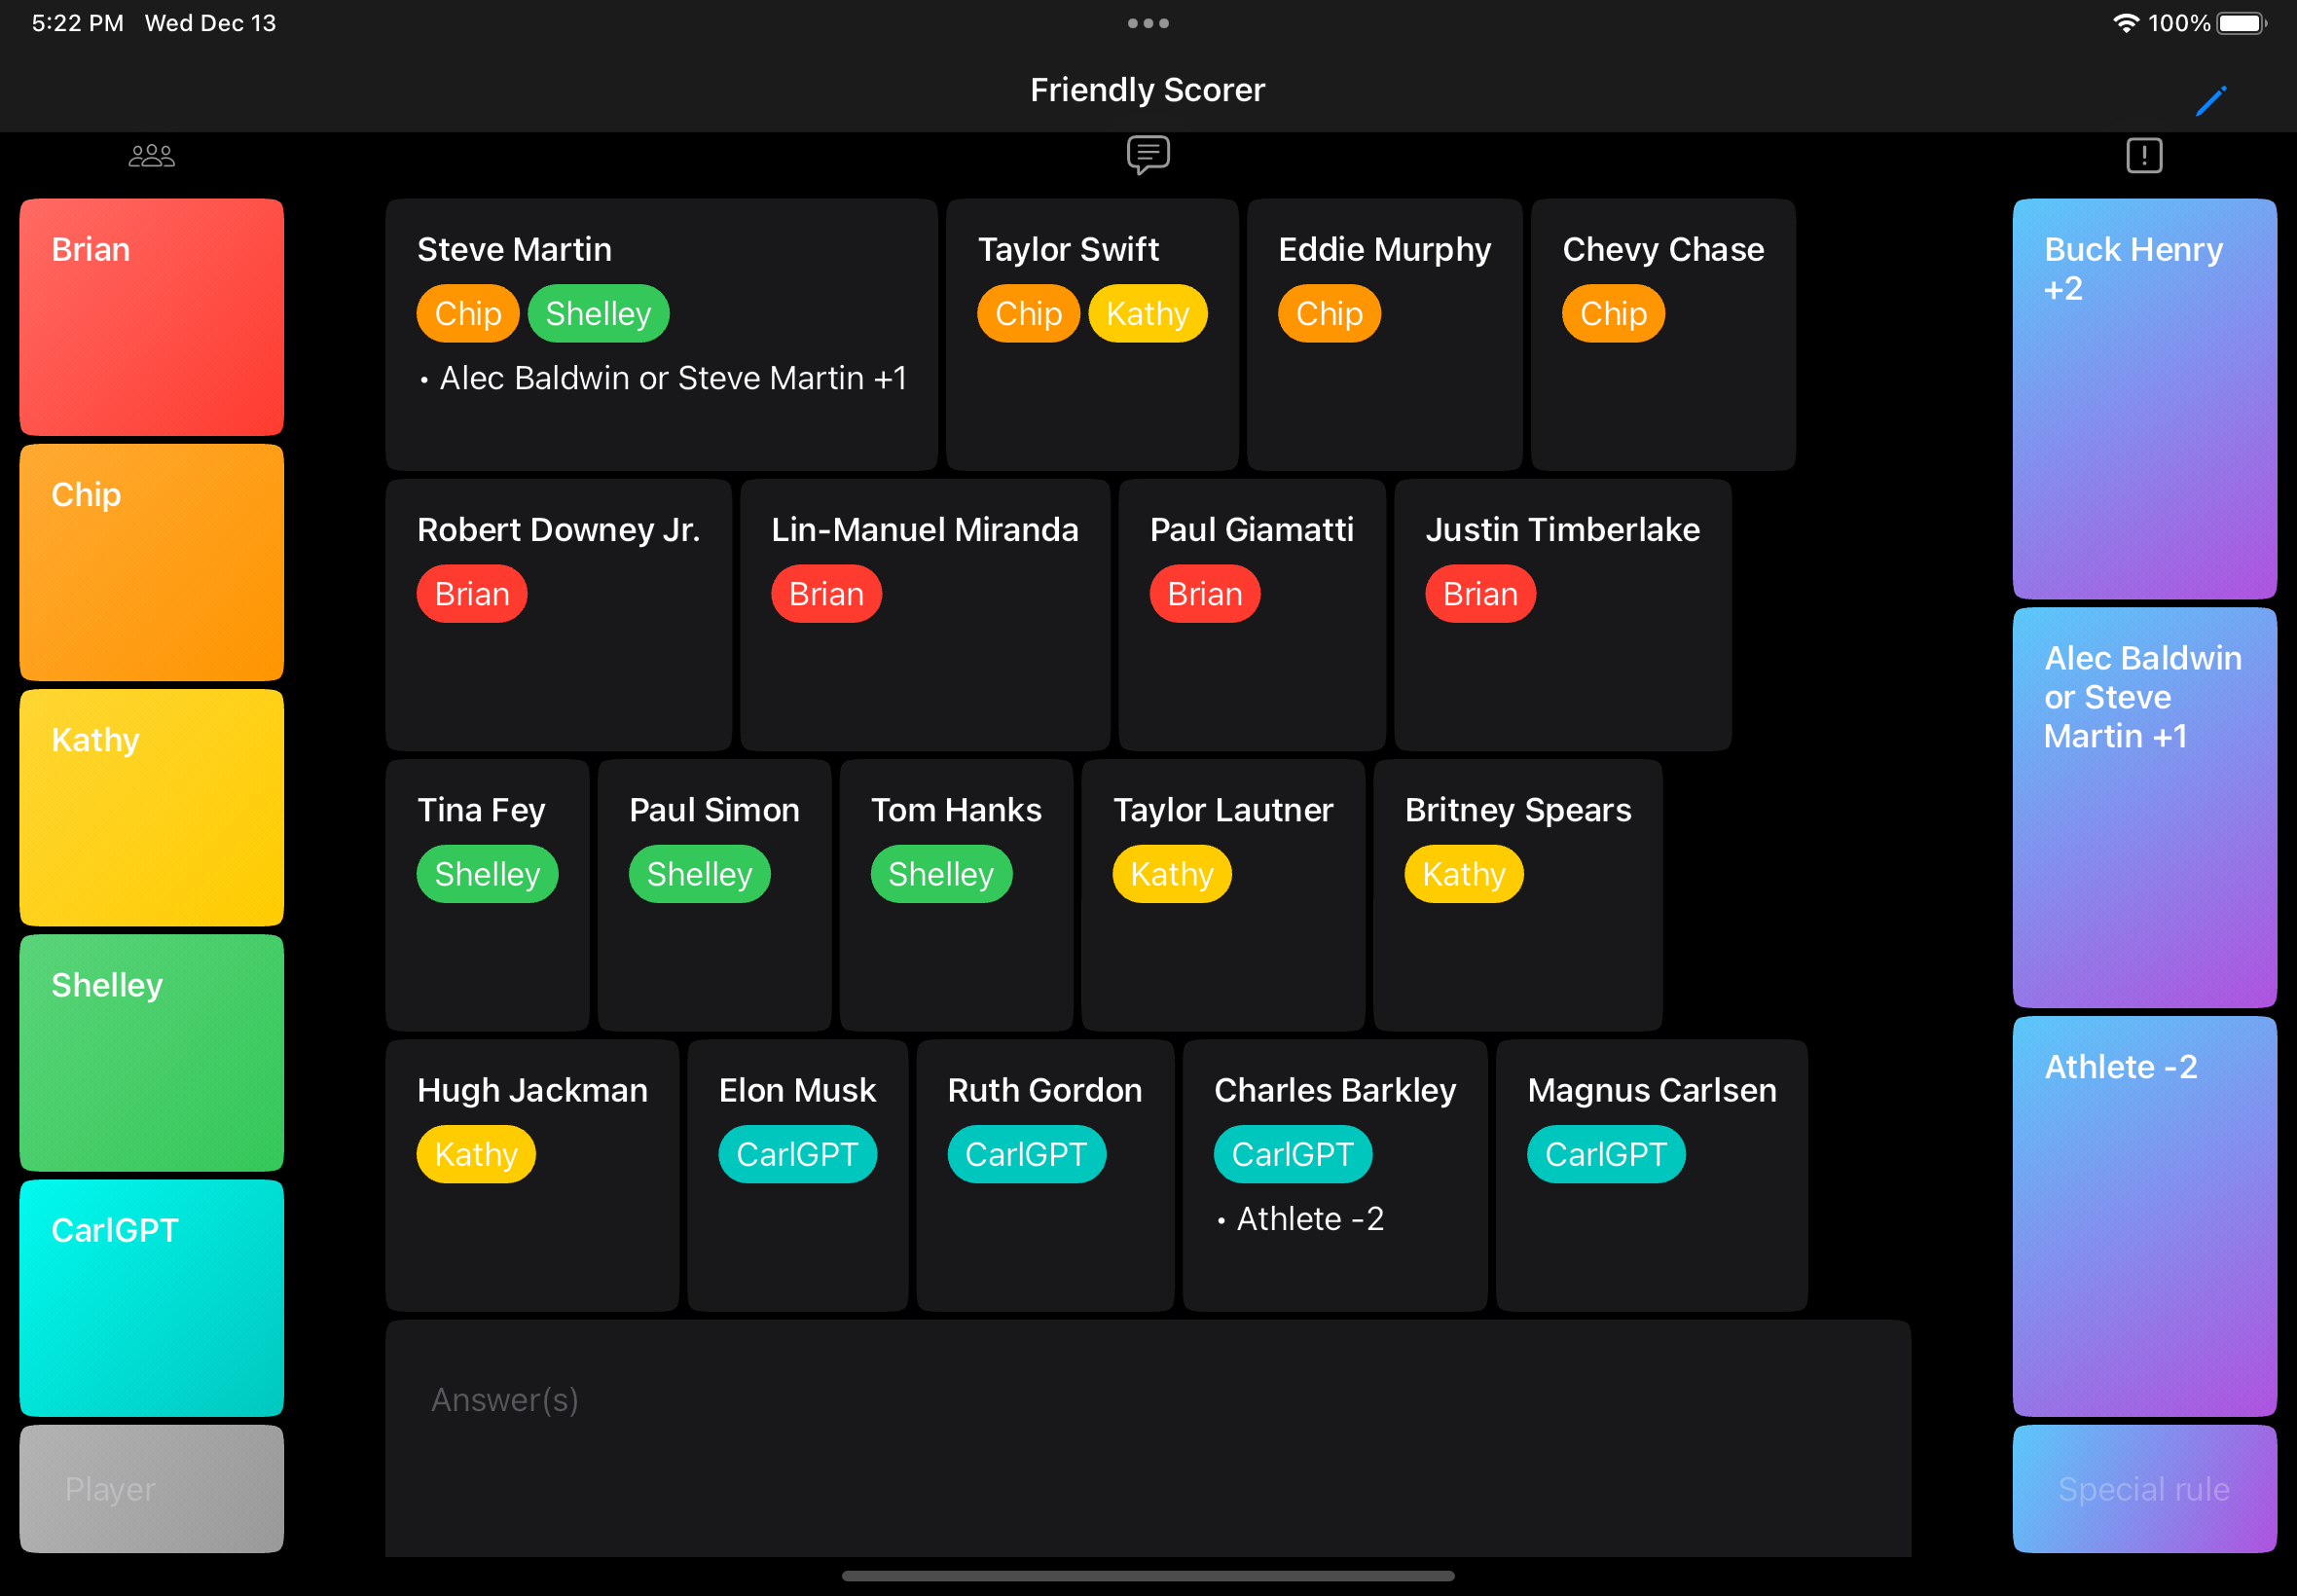 5:22 PM Wed Dec 13
100%
Friendly Scorer
Brian
Chip
Kathy
Shelley
CarlGPT
Player
Steve Martin
Chip Shelley
• Alec Baldwin or Steve Martin +1
Taylor Swift
Chip Kathy
Eddie Murphy
Chip
Chevy Chase
Chip
Robert Downey Jr.
Brian
Lin-Manuel Miranda
Brian
Paul Giamatti
Brian
Justin Timberlake
Brian
Tina Fey
Shelley
Paul Simon
Shelley
Tom Hanks
Shelley
Taylor Lautner
Kathy
Britney Spears
Kathy
Hugh Jackman
Kathy
Elon Musk
CarlGPT
Ruth Gordon
CarlGPT
Charles Barkley
CarlGPT
• Athlete -2
Magnus Carlsen
CarlGPT
Answer(s)
Buck Henry
+2
Alec Baldwin
or Steve
Martin +1
Athlete -2
Special rule